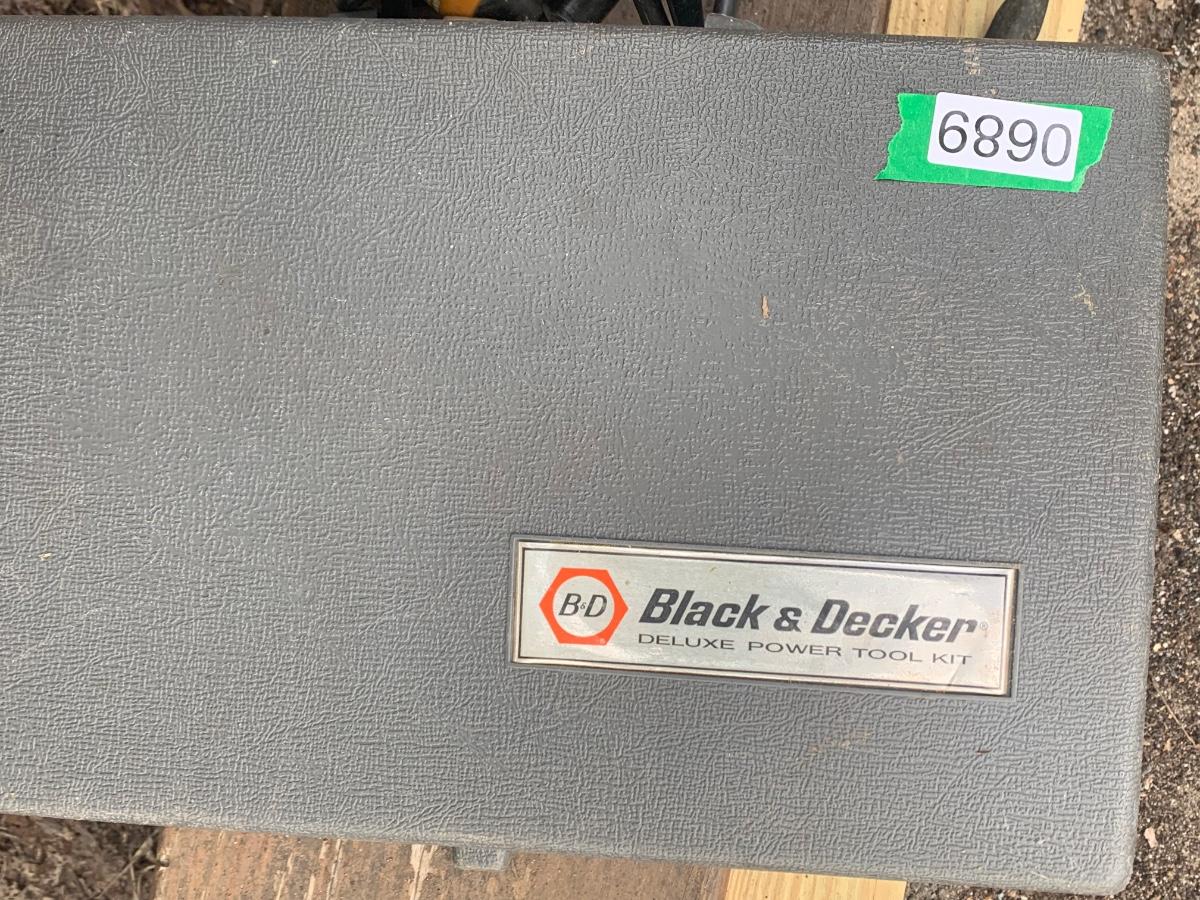 6890
B&D
Black & Decker®
DELUXE POWER TOOL KIT